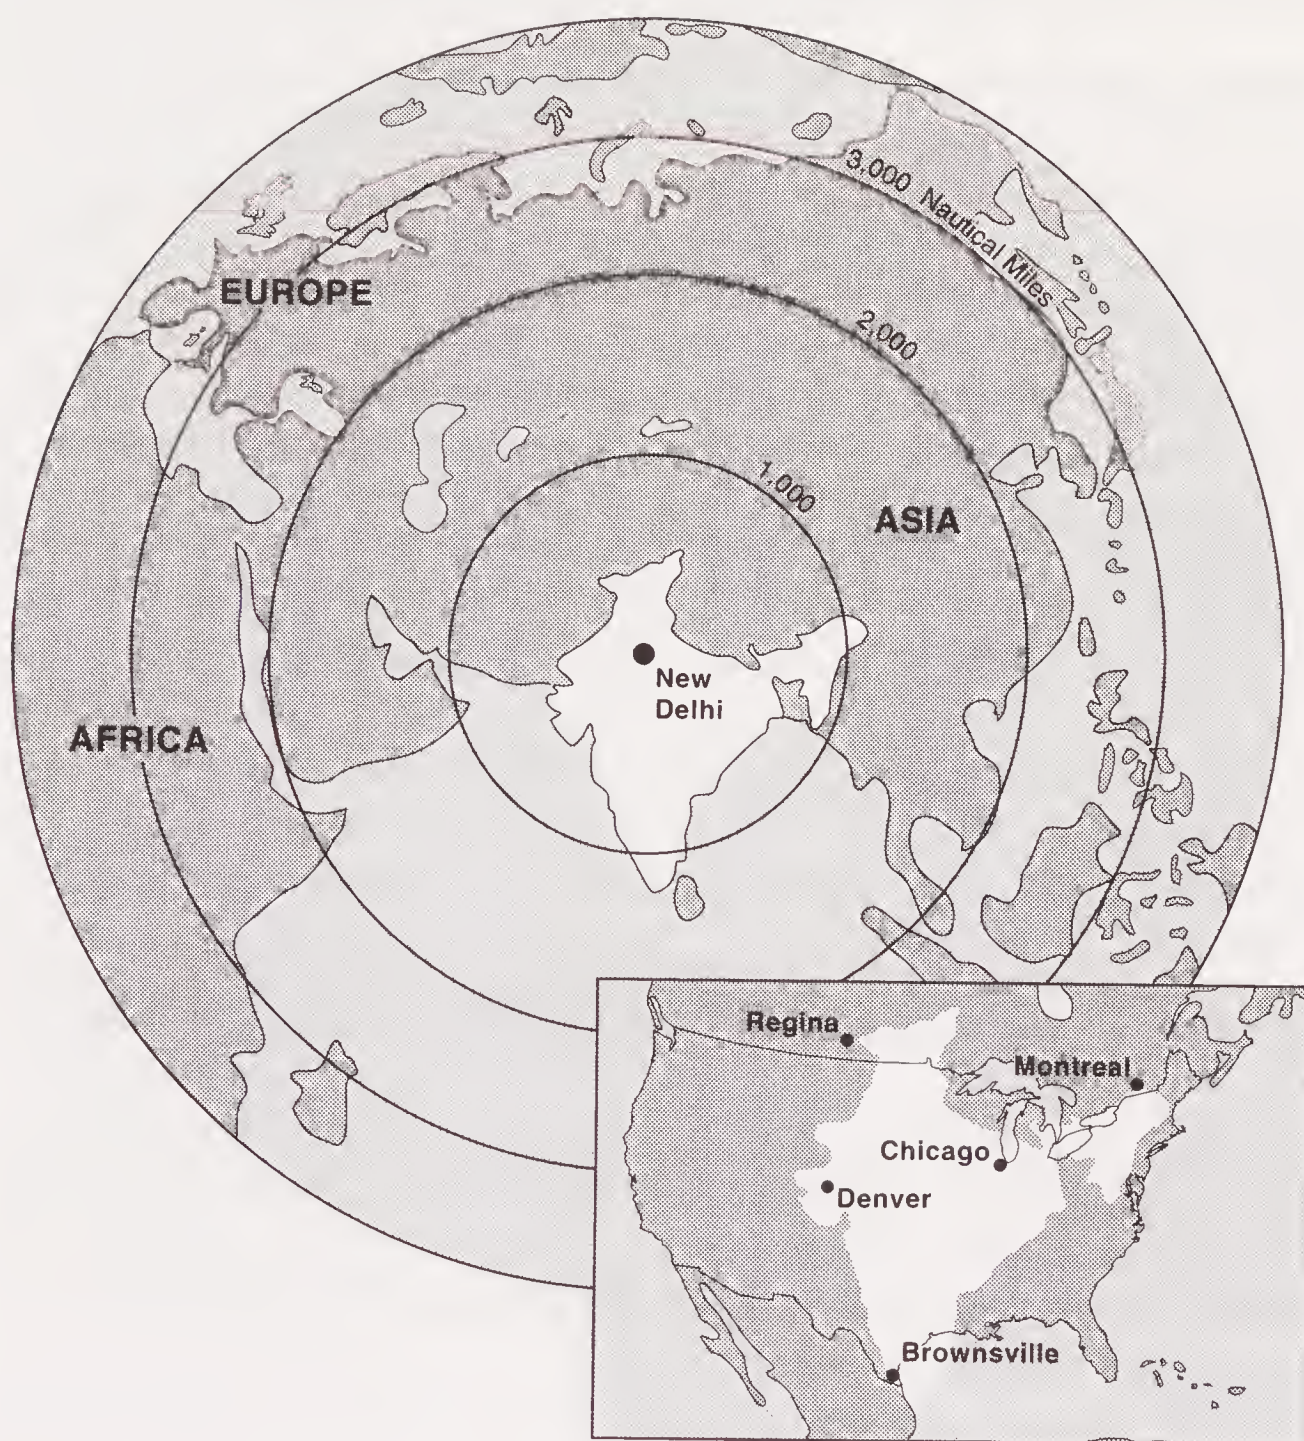 3,000 Nautical Miles
EUROPE
2,000
1,000
ASIA
New
Delhi
AFRICA
Regina
Montreal
Chicago
Denver
Brownsville